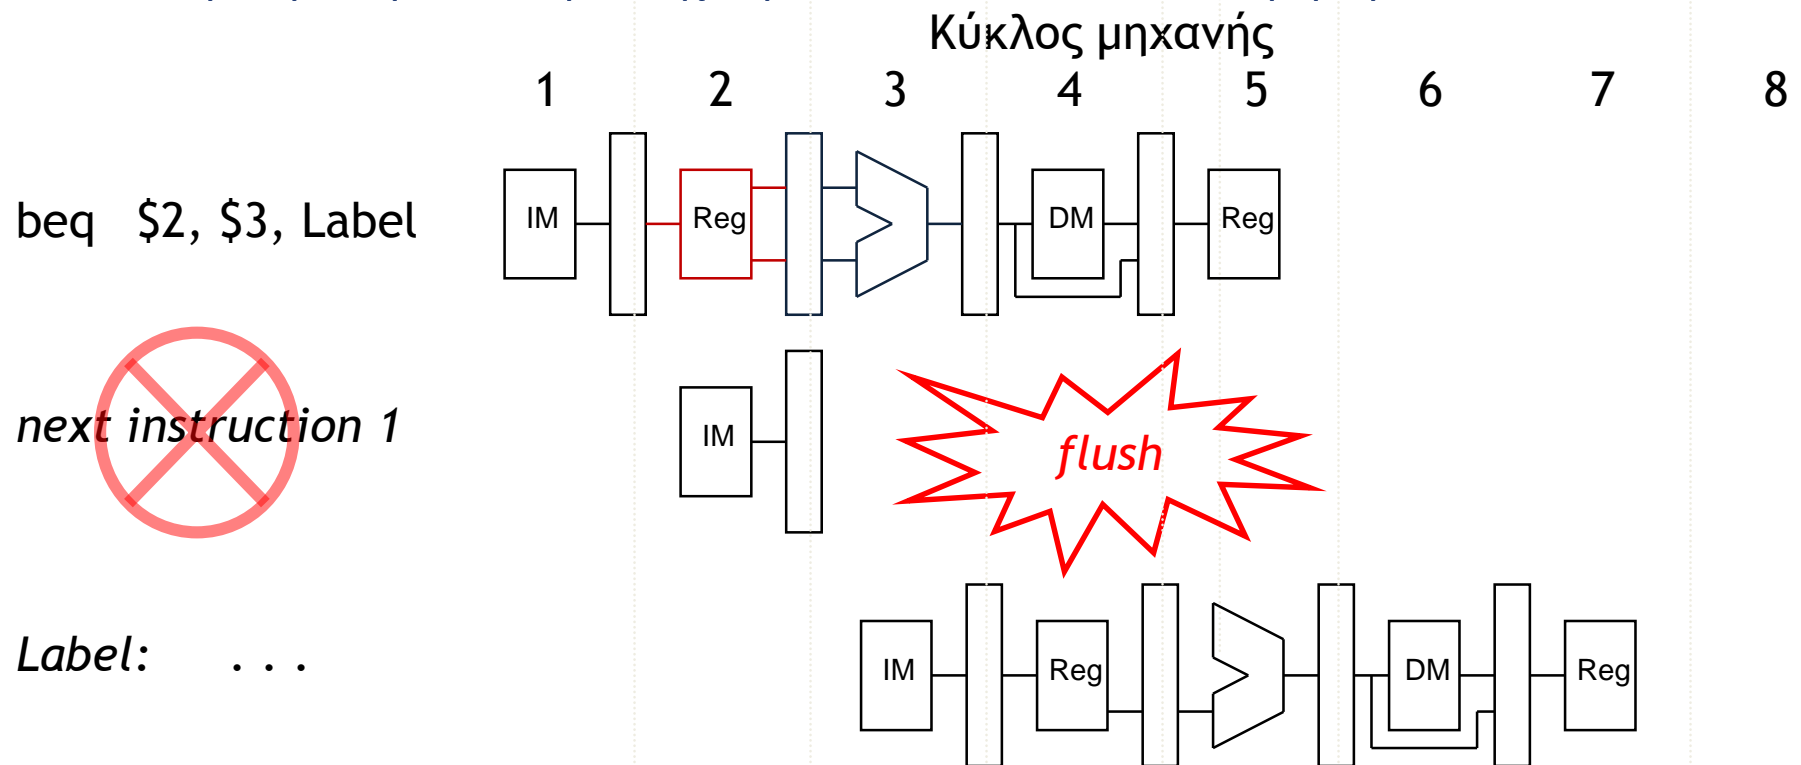 Κύκλος μηχανής
1 2 3 4 5 6 7 8
beq $2, $3, Label
IM Reg DM Reg
next instruction 1
IM
flush
Label: . . .
IM Reg DM Reg